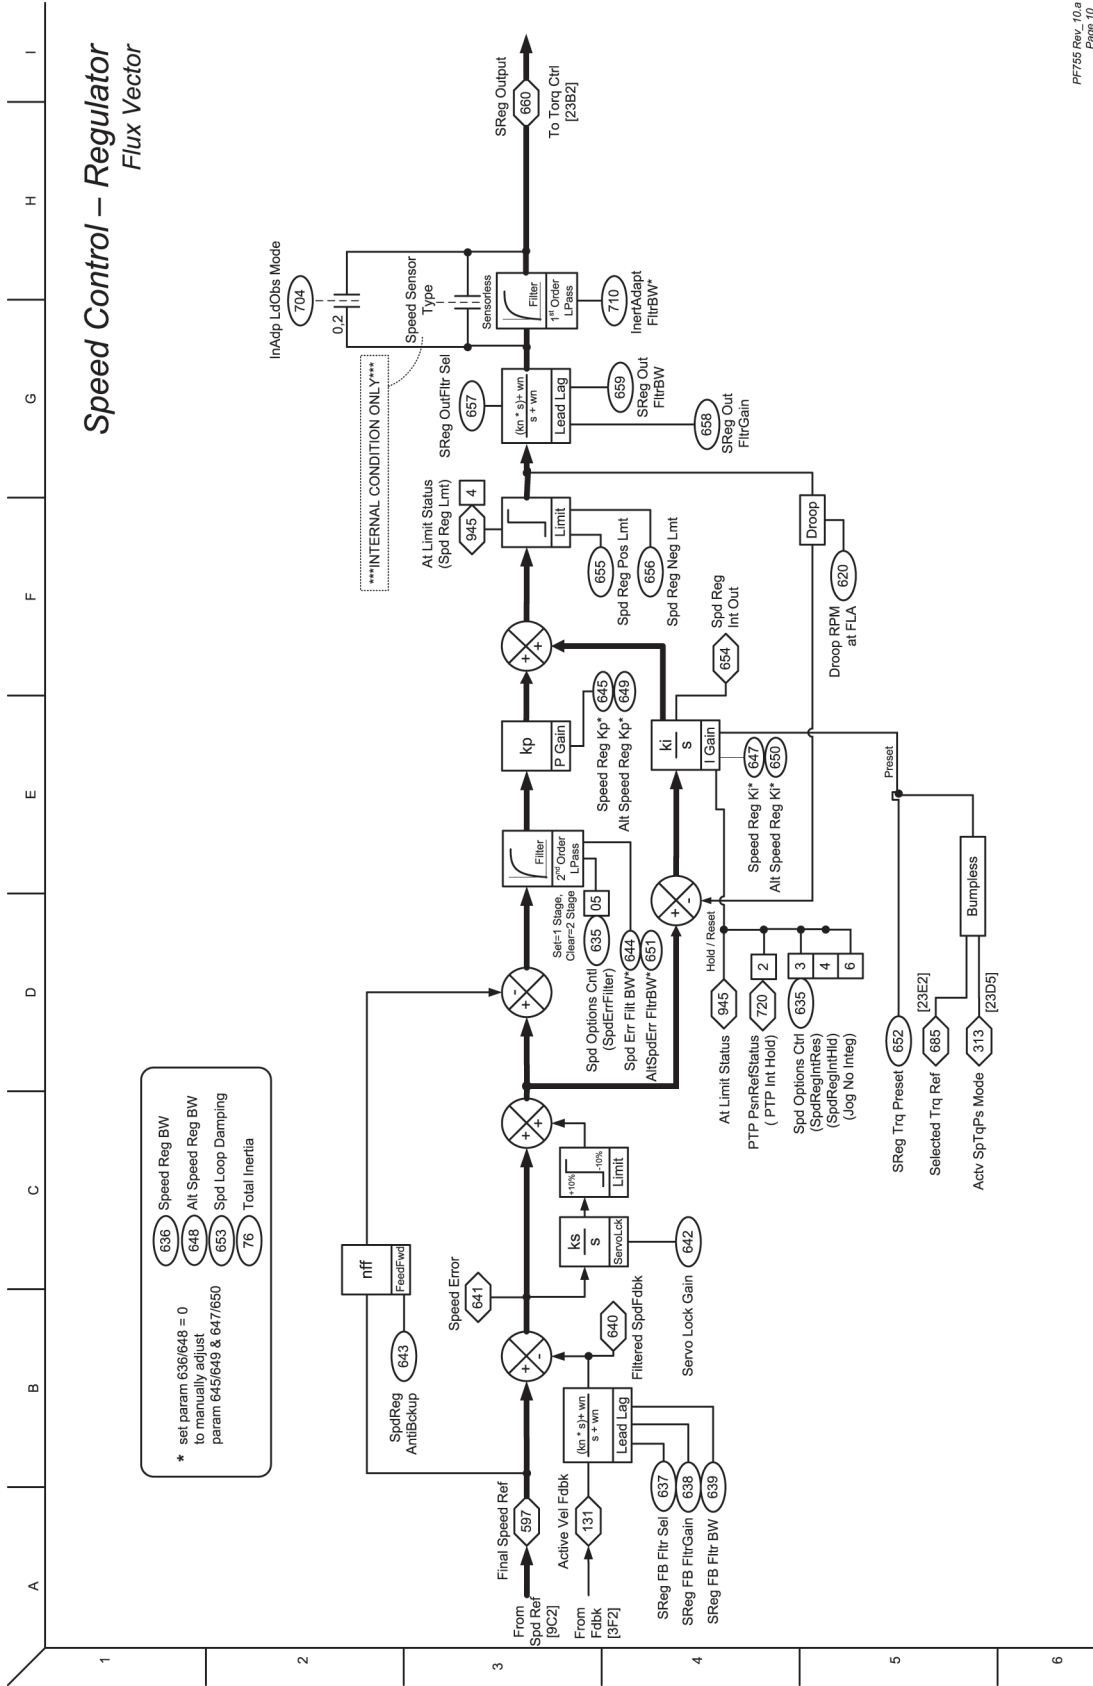 Speed Control – Regulator
Flux Vector
A
B
C
D
E
F
G
H
I
1
2
3
4
5
6
636
Speed Reg BW
648
Alt Speed Reg BW
653
Spd Loop Damping
76
Total Inertia
* set param 636/648 = 0
to manually adjust
param 645/649 & 647/650
InAdp LdObs Mode
704
0,2
***INTERNAL CONDITION ONLY***
Speed Sensor
Type
Sensorless
nff
FeedFwd
643
SpdReg
AntiBckup
From
Spd Ref
[9C2]
Final Speed Ref
597
+
-
Speed Error
641
+
+
+
-
Filter
2nd Order
LPass
Set=1 Stage,
Clear=2 Stage
635
05
Spd Options Cntl
(SpdErrFilter)
644
Spd Err Filt BW*
651
AltSpdErr FltrBW*
kp
P Gain
645
Speed Reg Kp*
649
Alt Speed Reg Kp*
+
+
At Limit Status
(Spd Reg Lmt)
945
4
Limit
655
Spd Reg Pos Lmt
656
Spd Reg Neg Lmt
SReg OutFltr Sel
657
(kn * s)+ wn
s + wn
Lead Lag
659
SReg Out
FltrBW
658
SReg Out
FltrGain
Filter
1st Order
LPass
710
InertAdapt
FltrBW*
SReg Output
660
To Torq Ctrl
[23B2]
From
Fdbk
[3F2]
Active Vel Fdbk
131
(kn * s)+ wn
s + wn
Lead Lag
637
SReg FB Fltr Sel
638
SReg FB FltrGain
639
SReg FB Fltr BW
640
Filtered SpdFdbk
ks
s
ServoLck
642
Servo Lock Gain
+10%
-10%
Limit
+
-
ki
s
I Gain
654
Spd Reg
Int Out
647
Speed Reg Ki*
650
Alt Speed Reg Ki*
Hold / Reset
945
At Limit Status
720
2
PTP PsnRefStatus
( PTP Int Hold)
635
3
4
6
Spd Options Ctrl
(SpdRegIntRes)
(SpdRegIntHld)
(Jog No Integ)
Droop
620
Droop RPM
at FLA
Preset
652
SReg Trq Preset
685
[23E2]
Selected Trq Ref
313
[23D5]
Actv SpTqPs Mode
Bumpless
PF755 Rev_10.a
Page 10